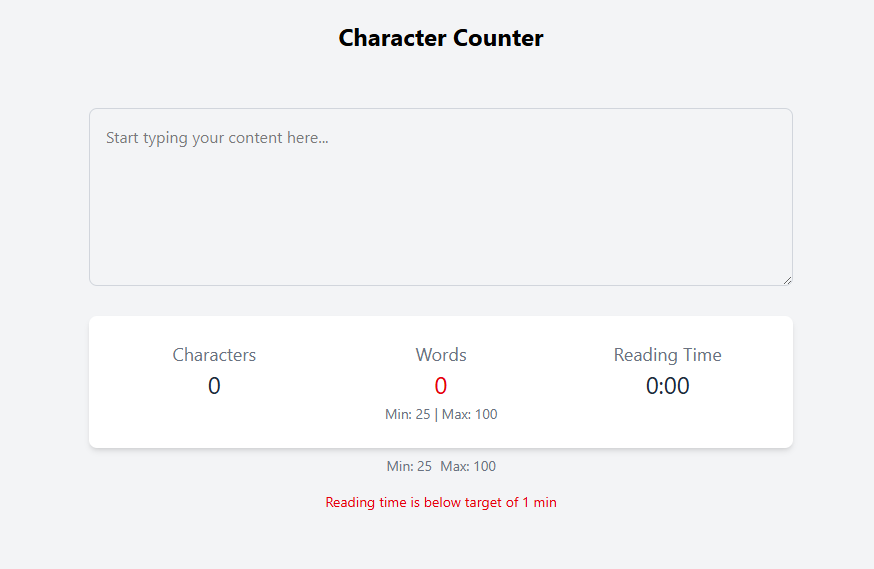 Character Counter
Start typing your content here...
Characters Words Reading Time
0 0 0:00
Min: 25 | Max: 100
Min: 25 Max: 100
Reading time is below target of 1 min